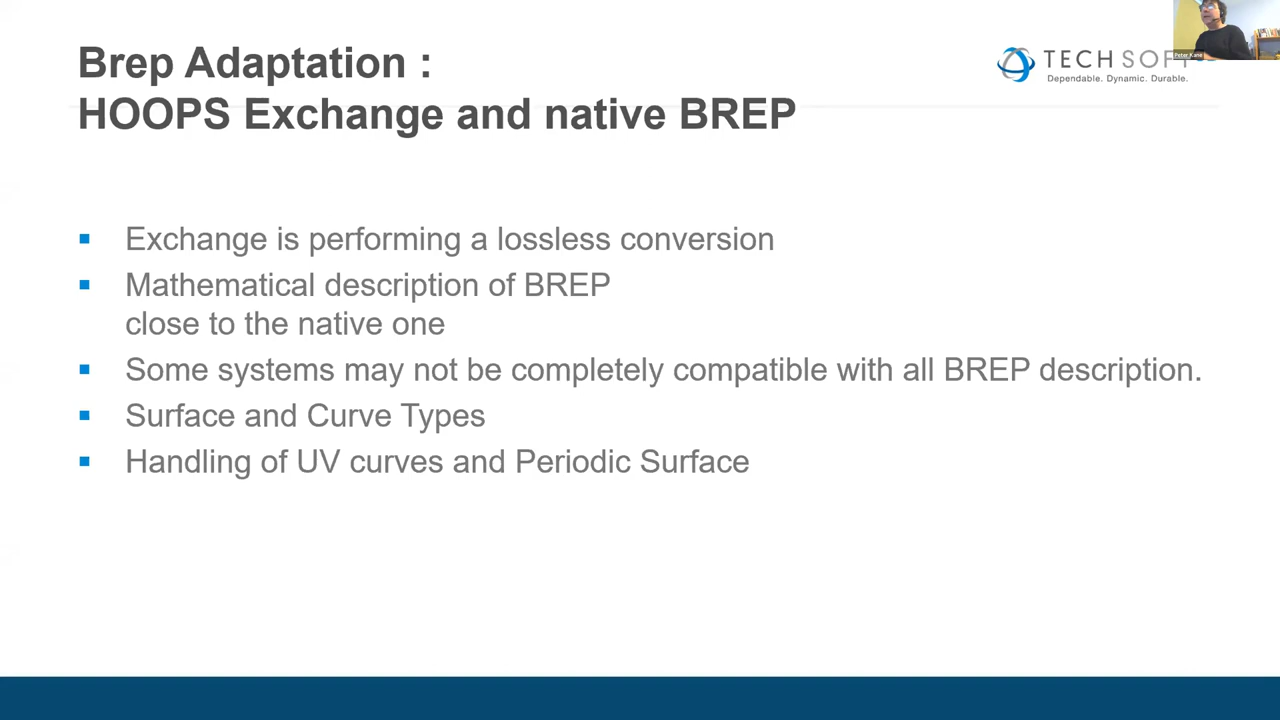 Brep Adaptation :
HOOPS Exchange and native BREP
TECH SOFT
Dependable. Dynamic. Durable.
Peter Kane
▪ Exchange is performing a lossless conversion
▪ Mathematical description of BREP
close to the native one
▪ Some systems may not be completely compatible with all BREP description.
▪ Surface and Curve Types
▪ Handling of UV curves and Periodic Surface